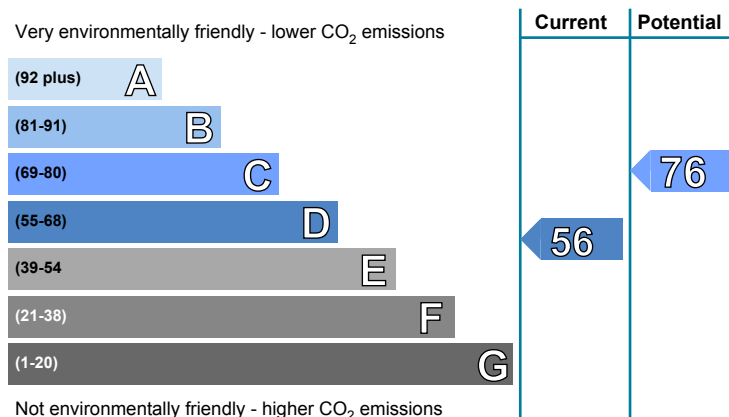 Current Potential
Very environmentally friendly - lower CO2 emissions
(92 plus) A
(81-91) B
(69-80) C
76
(55-68) D
56
(39-54 E
(21-38) F
(1-20) G
Not environmentally friendly - higher CO2 emissions